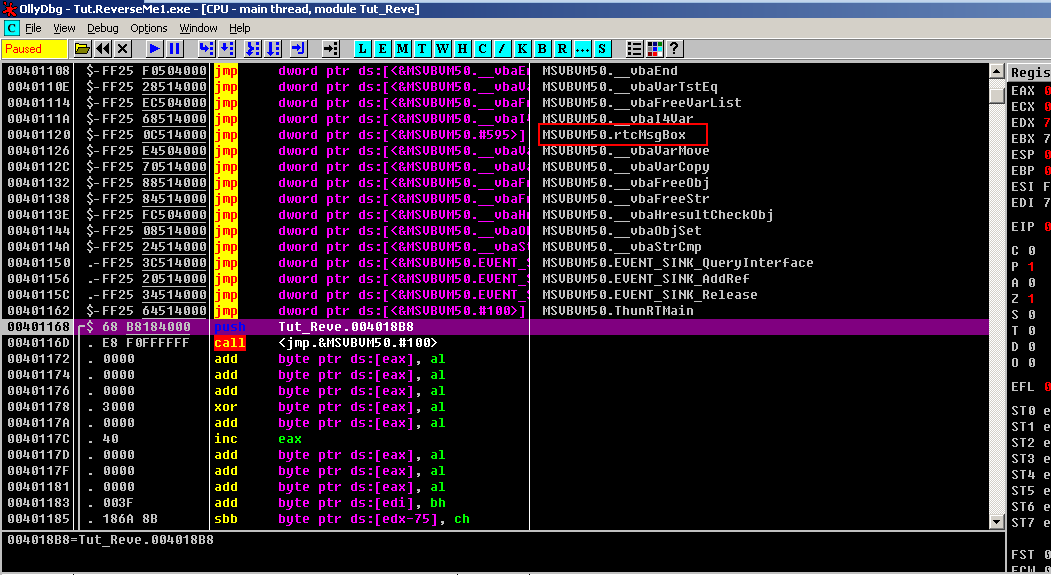 OllyDbg - Tut.ReverseMe1.exe - [CPU - main thread, module Tut_Reve]
C File View Debug Options Window Help
Paused L E M T W H C / K B R ... S ?
00401108 $-FF25 F0504000 jmp dword ptr ds:[<&MSVBVM50.__vbaEn MSVBVM50.__vbaEnd
0040110E $-FF25 28514000 jmp dword ptr ds:[<&MSVBVM50.__vbaVa MSVBVM50.__vbaVarTstEq
00401114 $-FF25 EC504000 jmp dword ptr ds:[<&MSVBVM50.__vbaFr MSVBVM50.__vbaFreeVarList
0040111A $-FF25 68514000 jmp dword ptr ds:[<&MSVBVM50.__vbaI4 MSVBVM50.__vbaI4Var
00401120 $-FF25 0C514000 jmp dword ptr ds:[<&MSVBVM50.#595>] MSVBVM50.rtcMsgBox
00401126 $-FF25 E4504000 jmp dword ptr ds:[<&MSVBVM50.__vbaVa MSVBVM50.__vbaVarMove
0040112C $-FF25 70514000 jmp dword ptr ds:[<&MSVBVM50.__vbaVa MSVBVM50.__vbaVarCopy
00401132 $-FF25 88514000 jmp dword ptr ds:[<&MSVBVM50.__vbaFr MSVBVM50.__vbaFreeObj
00401138 $-FF25 84514000 jmp dword ptr ds:[<&MSVBVM50.__vbaFr MSVBVM50.__vbaFreeStr
0040113E $-FF25 FC504000 jmp dword ptr ds:[<&MSVBVM50.__vbaHr MSVBVM50.__vbaHresultCheckObj
00401144 $-FF25 08514000 jmp dword ptr ds:[<&MSVBVM50.__vbaOb MSVBVM50.__vbaObjSet
0040114A $-FF25 24514000 jmp dword ptr ds:[<&MSVBVM50.__vbaSt MSVBVM50.__vbaStrCmp
00401150 .-FF25 3C514000 jmp dword ptr ds:[<&MSVBVM50.EVENT_S MSVBVM50.EVENT_SINK_QueryInterface
00401156 .-FF25 20514000 jmp dword ptr ds:[<&MSVBVM50.EVENT_S MSVBVM50.EVENT_SINK_AddRef
0040115C .-FF25 34514000 jmp dword ptr ds:[<&MSVBVM50.EVENT_S MSVBVM50.EVENT_SINK_Release
00401162 $-FF25 64514000 jmp dword ptr ds:[<&MSVBVM50.#100>] MSVBVM50.ThunRTMain
00401168 $ 68 B8184000 push Tut_Reve.004018B8
0040116D . E8 F0FFFFFF call <jmp.&MSVBVM50.#100>
00401172 . 0000 add byte ptr ds:[eax], al
00401174 . 0000 add byte ptr ds:[eax], al
00401176 . 0000 add byte ptr ds:[eax], al
00401178 . 3000 xor byte ptr ds:[eax], al
0040117A . 0000 add byte ptr ds:[eax], al
0040117C . 40 inc eax
0040117D . 0000 add byte ptr ds:[eax], al
0040117F . 0000 add byte ptr ds:[eax], al
00401181 . 0000 add byte ptr ds:[eax], al
00401183 . 003F add byte ptr ds:[edi], bh
00401185 . 186A 8B sbb byte ptr ds:[edx-75], ch
004018B8=Tut_Reve.004018B8
Regis
EAX 0
ECX 0
EDX 7
EBX 7
ESP 0
EBP 0
ESI F
EDI 7
EIP 0
C 0
P 1
A 0
Z 1
S 0
T 0
D 0
O 0
EFL 0
ST0 e
ST1 e
ST2 e
ST3 e
ST4 e
ST5 e
ST6 e
ST7 e
FST 0
FCW 0